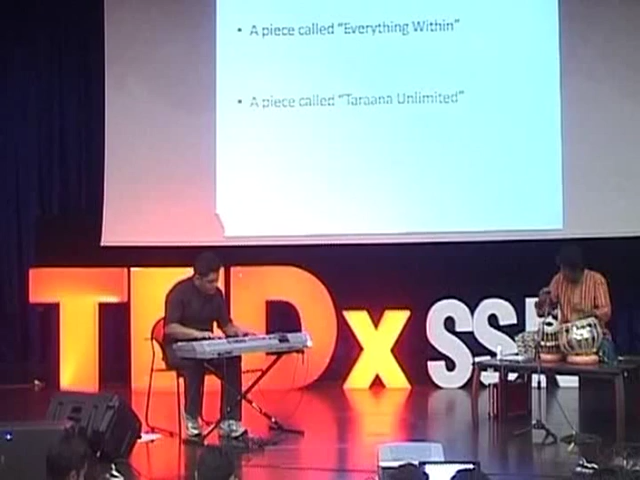 • A piece called “Everything Within”
• A piece called “Taraana Unlimited”
TEDx